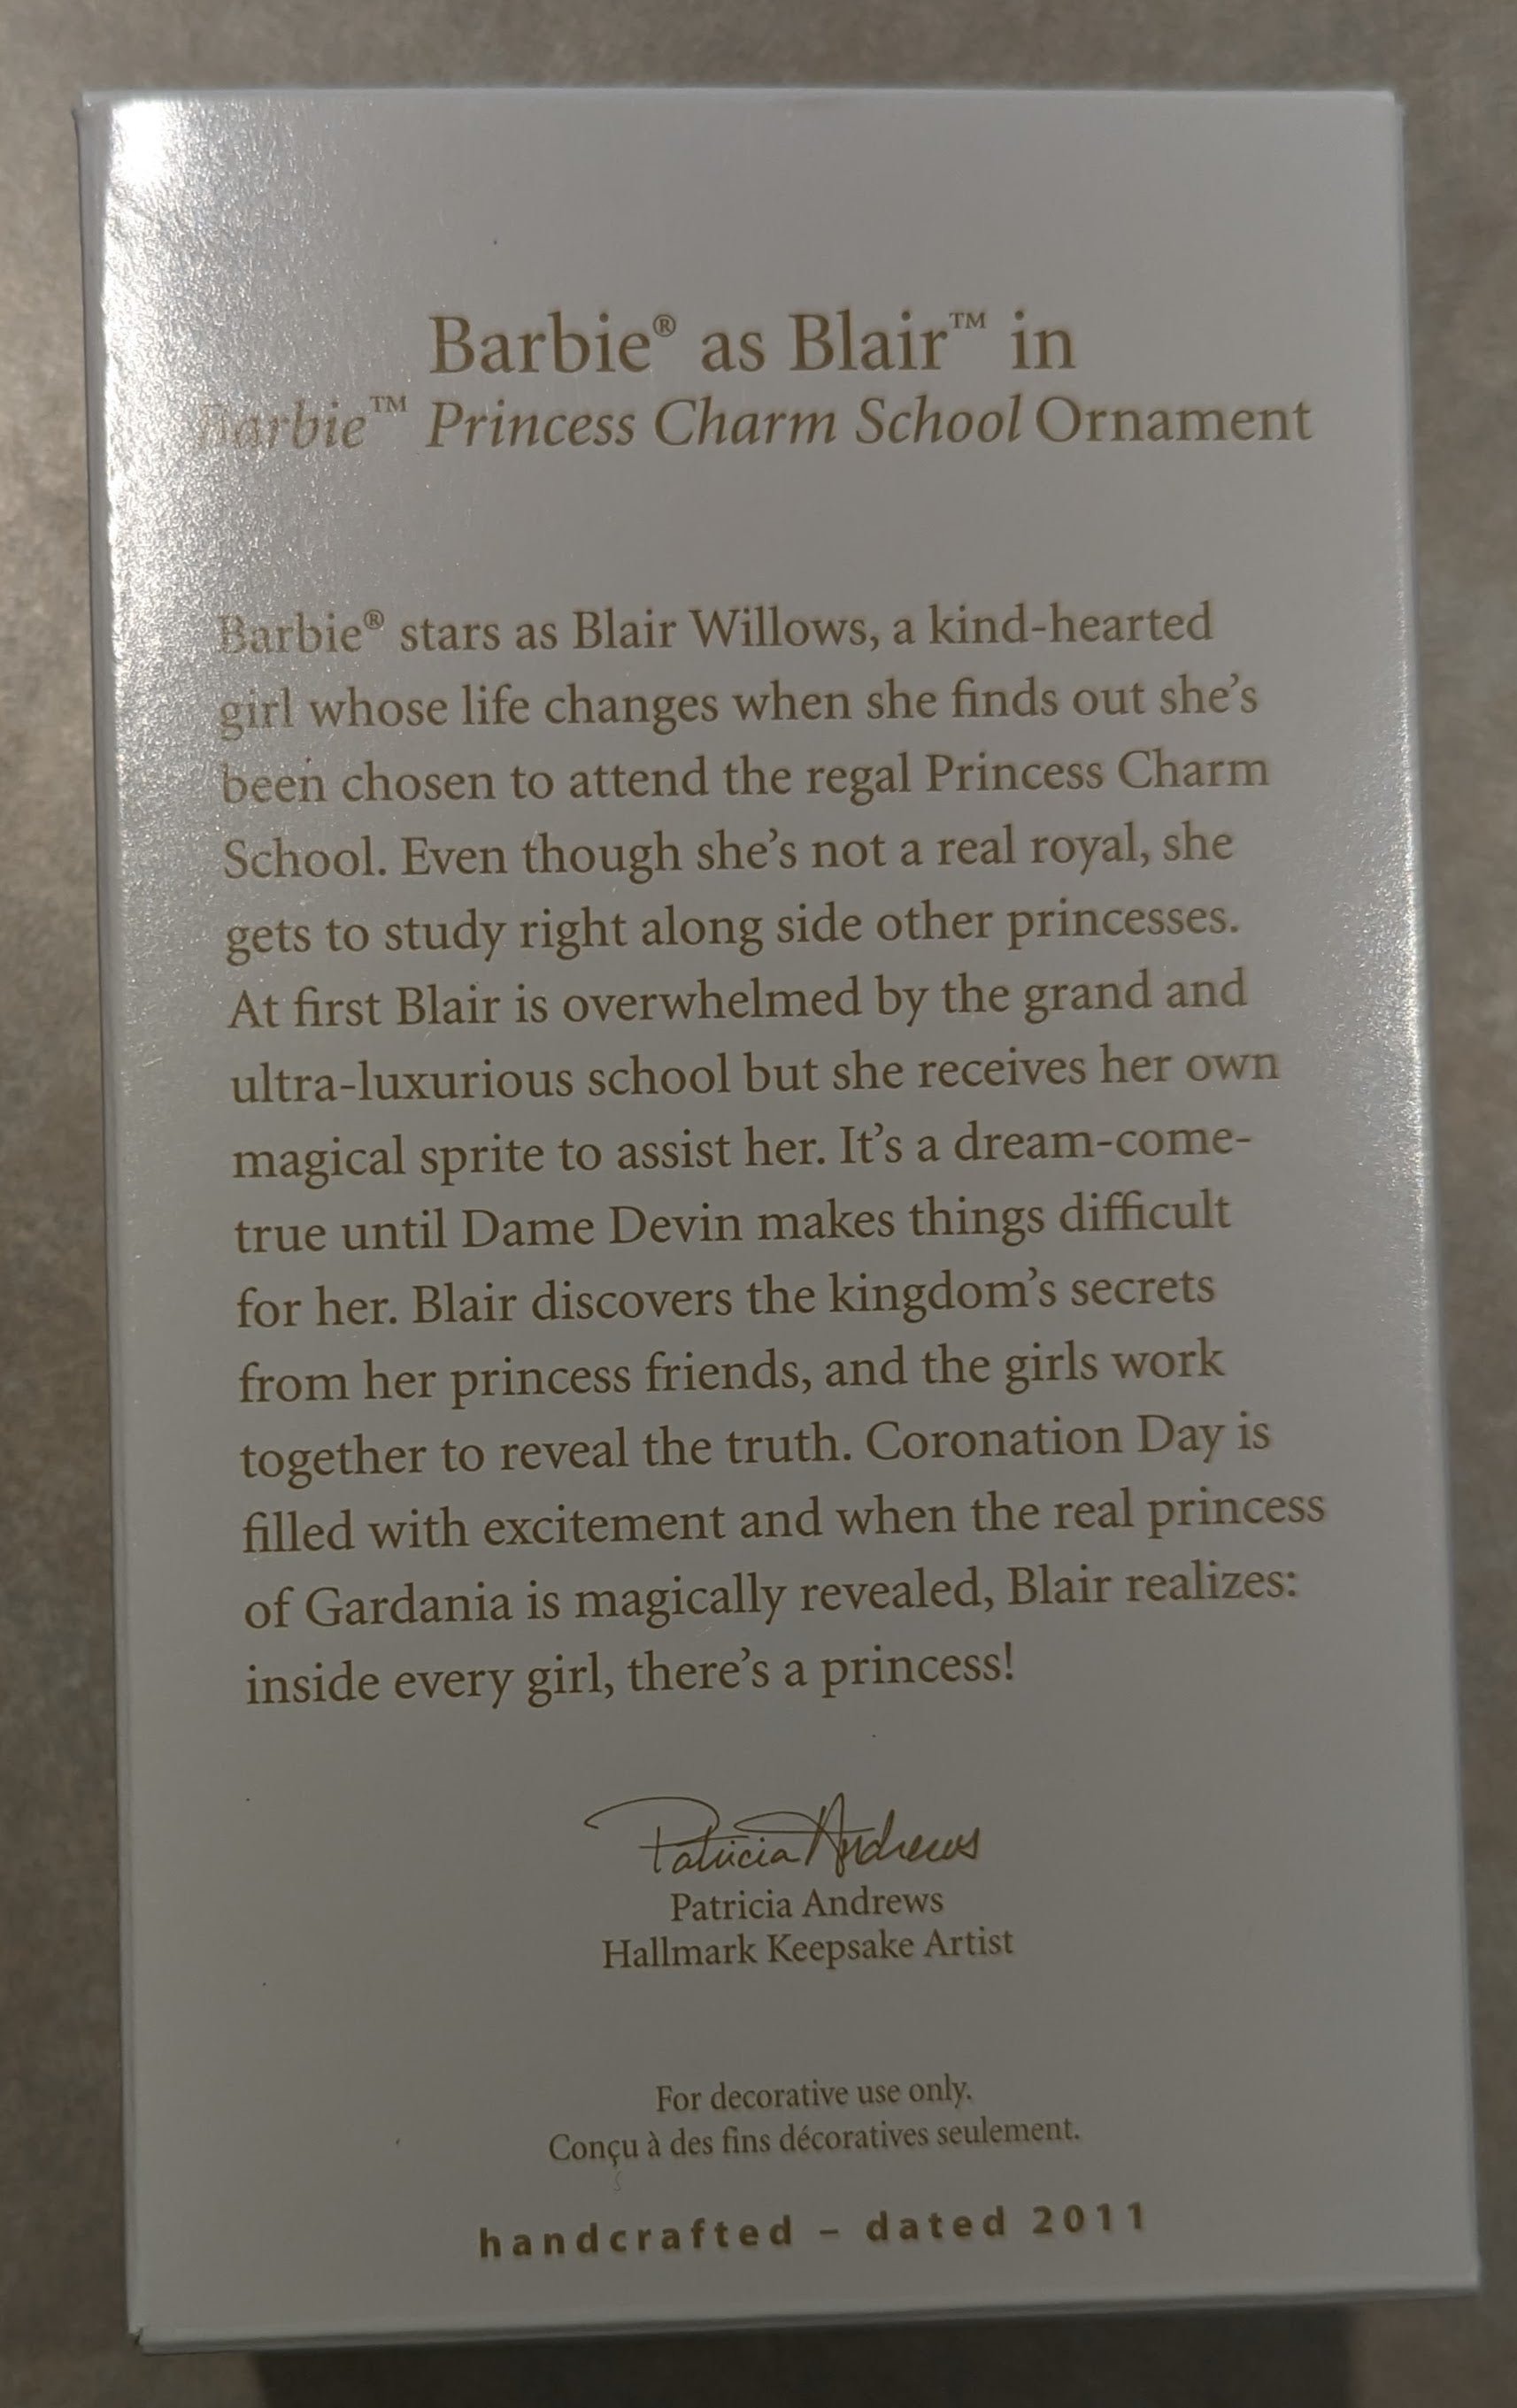 Barbie® as Blair™ in
Barbie™ Princess Charm School Ornament
Barbie® stars as Blair Willows, a kind-hearted
girl whose life changes when she finds out she’s
been chosen to attend the regal Princess Charm
School. Even though she’s not a real royal, she
gets to study right along side other princesses.
At first Blair is overwhelmed by the grand and
ultra-luxurious school but she receives her own
magical sprite to assist her. It’s a dream-come-
true until Dame Devin makes things difficult
for her. Blair discovers the kingdom’s secrets
from her princess friends, and the girls work
together to reveal the truth. Coronation Day is
filled with excitement and when the real princess
of Gardania is magically revealed, Blair realizes:
inside every girl, there’s a princess!
Patricia Andrews
Patricia Andrews
Hallmark Keepsake Artist
For decorative use only.
Conçu à des fins décoratives seulement.
handcrafted – dated 2011